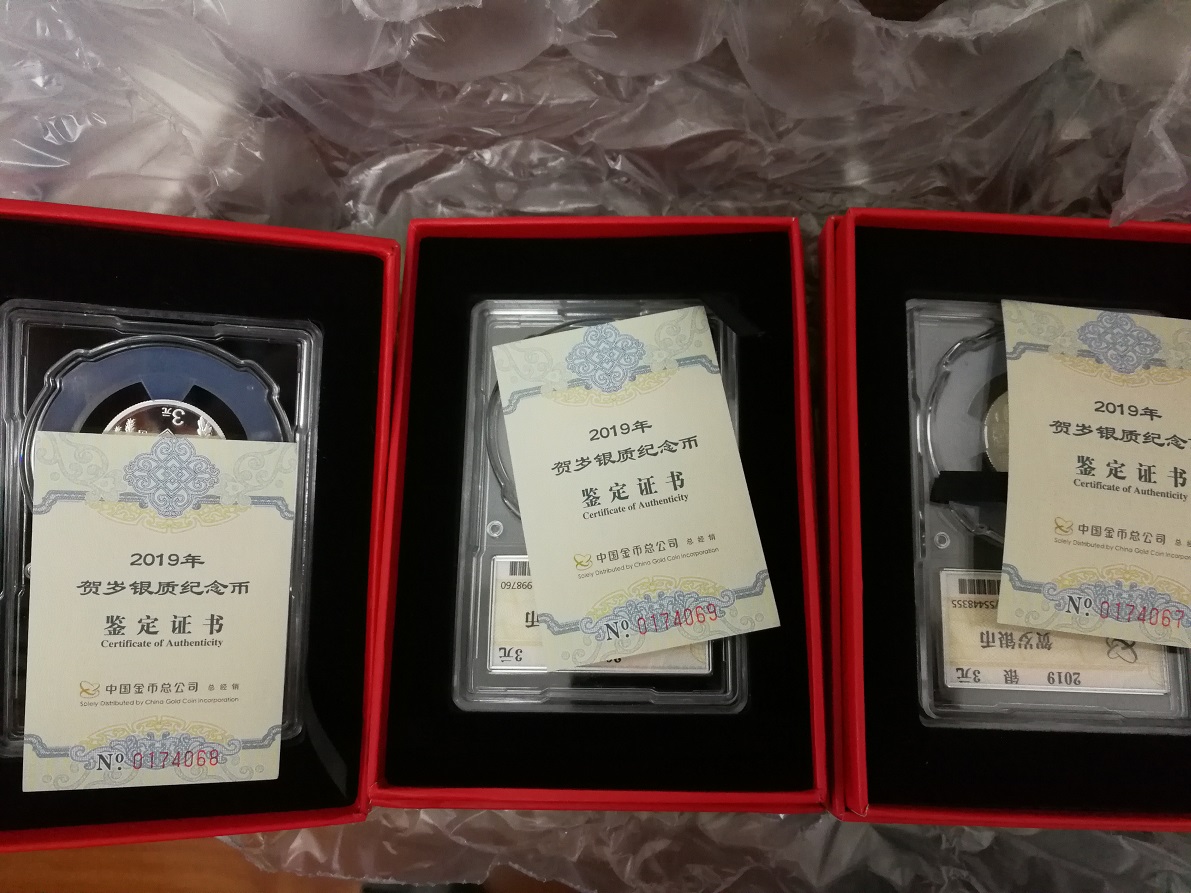 3元
2019年
贺岁银质纪念币
鉴定证书
Certificate of Authenticity
中国金币总公司 总经销
Solely Distributed by China Gold Coin Incorporation
No. 0174068
2019年
贺岁银质纪念币
鉴定证书
Certificate of Authenticity
中国金币总公司 总经销
Solely Distributed by China Gold Coin Incorporation
No. 0174069
998760
币
3元
2019年
贺岁银质纪念
鉴定证书
Certificate of Authenticity
中国金币总公司 总经
Solely Distributed by China Gold Coin Incorporation
No. 0174067
55448355
贺岁银币
2019 银 3元